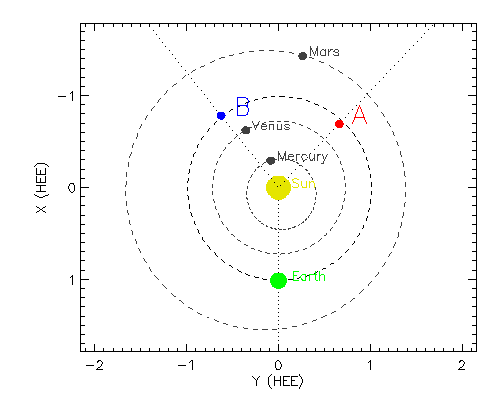 Mars
B
A
Venus
Mercury
Sun
Earth
-1
0
1
X (HEE)
-2
-1
0
1
2
Y (HEE)